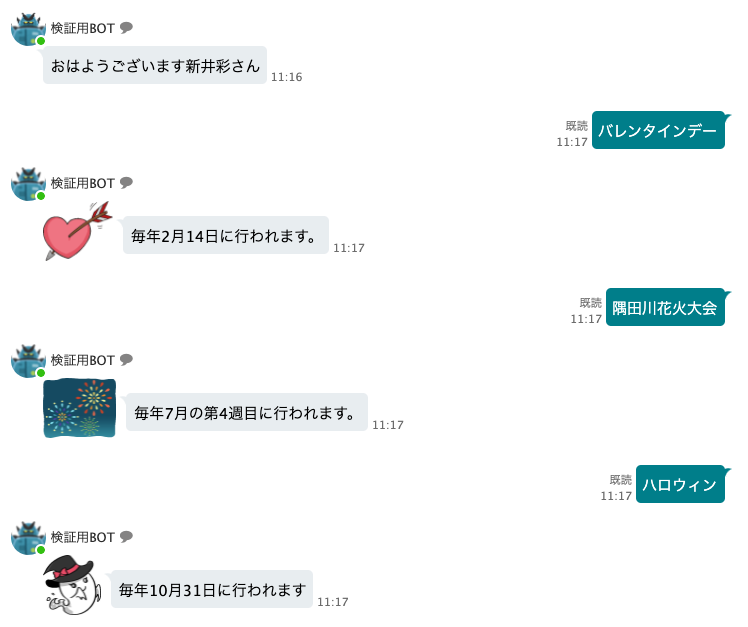 検証用BOT
おはようございます新井彩さん
11:16
バレンタインデー
既読
11:17
検証用BOT
毎年2月14日に行われます。
11:17
隅田川花火大会
既読
11:17
検証用BOT
毎年7月の第4週目に行われます。
11:17
ハロウィン
既読
11:17
検証用BOT
毎年10月31日に行われます
11:17